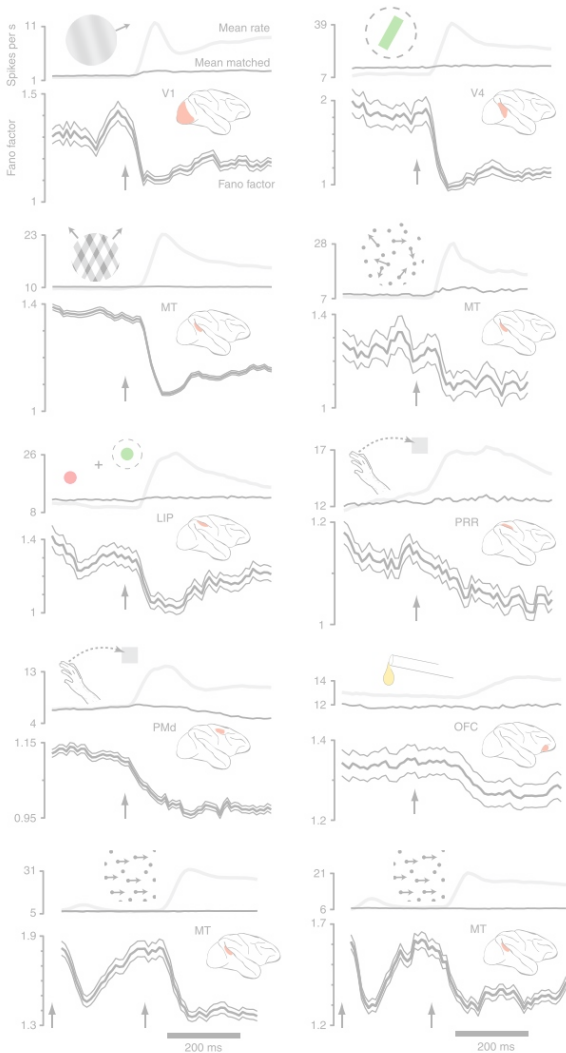 11
Spikes per s
1
Mean rate
Mean matched
39
7
1.5
Fano factor
1
V1
Fano factor
2
1
V4
23
10
28
7
1.4
1
MT
1.4
1
MT
26
8
+
17
12
1.4
1
LIP
1.2
1
PRR
13
4
14
12
1.15
0.95
PMd
1.4
1.2
OFC
31
5
21
6
1.9
1.3
MT
1.7
1.2
MT
200 ms
200 ms